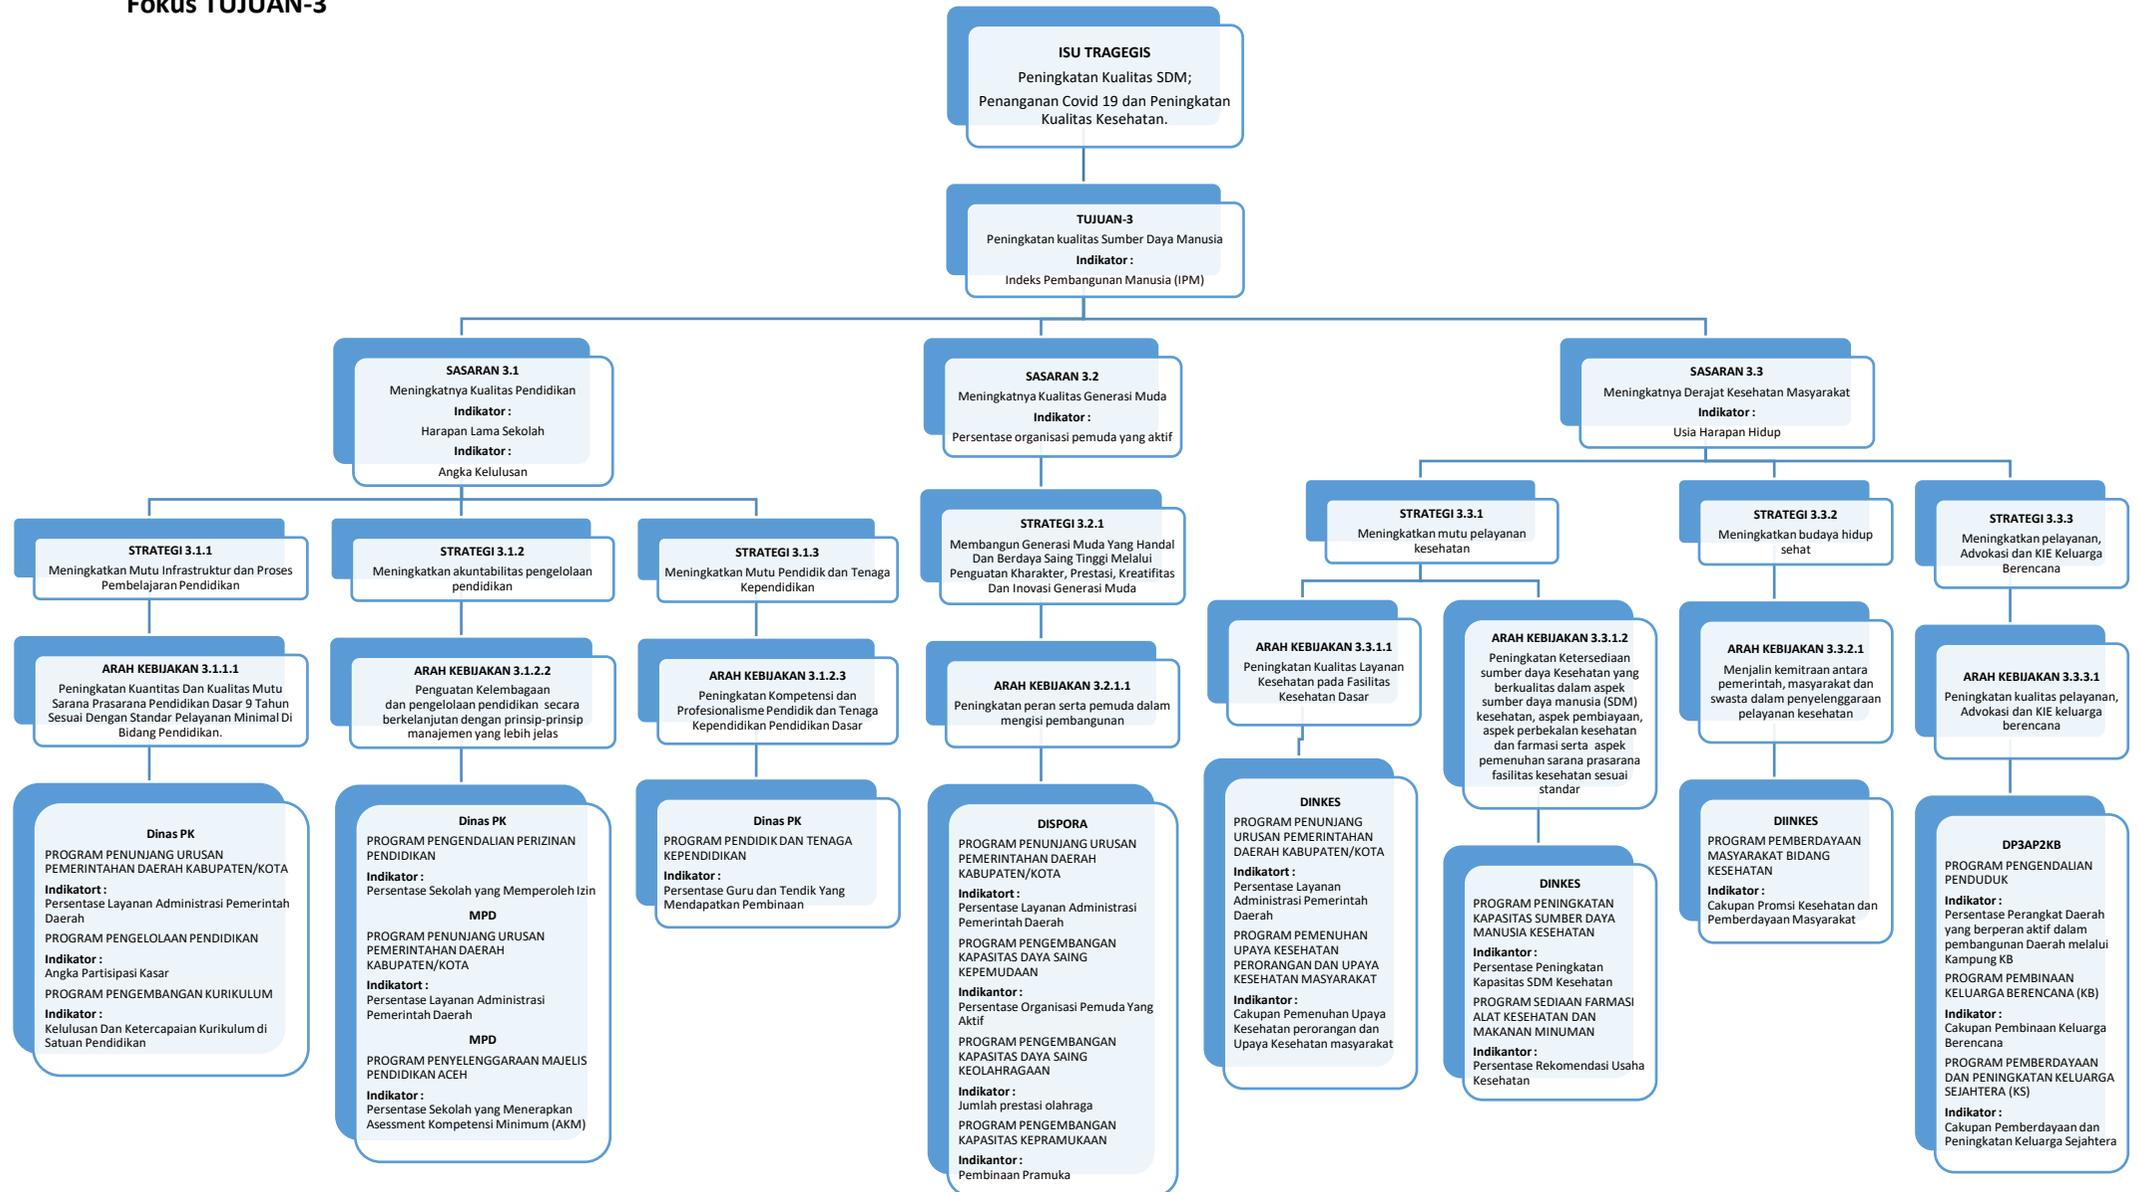 Fokus TUJUAN-3
ISU TRAGEGIS
Peningkatan Kualitas SDM;
Penanganan Covid 19 dan Peningkatan
Kualitas Kesehatan.
TUJUAN-3
Peningkatan kualitas Sumber Daya Manusia
Indikator :
Indeks Pembangunan Manusia (IPM)
SASARAN 3.1
Meningkatnya Kualitas Pendidikan
Indikator :
Harapan Lama Sekolah
Indikator :
Angka Kelulusan
SASARAN 3.2
Meningkatnya Kualitas Generasi Muda
Indikator :
Persentase organisasi pemuda yang aktif
SASARAN 3.3
Meningkatnya Derajat Kesehatan Masyarakat
Indikator :
Usia Harapan Hidup
STRATEGI 3.1.1
Meningkatkan Mutu Infrastruktur dan Proses
Pembelajaran Pendidikan
STRATEGI 3.1.2
Meningkatkan akuntabilitas pengelolaan
pendidikan
STRATEGI 3.1.3
Meningkatkan Mutu Pendidik dan Tenaga
Kependidikan
STRATEGI 3.2.1
Membangun Generasi Muda Yang Handal
Dan Berdaya Saing Tinggi Melalui
Penguatan Kharakter, Prestasi, Kreatifitas
Dan Inovasi Generasi Muda
STRATEGI 3.3.1
Meningkatkan mutu pelayanan
kesehatan
STRATEGI 3.3.2
Meningkatkan budaya hidup
sehat
STRATEGI 3.3.3
Meningkatkan pelayanan,
Advokasi dan KIE Keluarga
Berencana
ARAH KEBIJAKAN 3.1.1.1
Peningkatan Kuantitas Dan Kualitas Mutu
Sarana Prasarana Pendidikan Dasar 9 Tahun
Sesuai Dengan Standar Pelayanan Minimal Di
Bidang Pendidikan.
ARAH KEBIJAKAN 3.1.2.2
Penguatan Kelembagaan
dan pengelolaan pendidikan secara
berkelanjutan dengan prinsip-prinsip
manajemen yang lebih jelas
ARAH KEBIJAKAN 3.1.2.3
Peningkatan Kompetensi dan
Profesionalisme Pendidik dan Tenaga
Kependidikan Pendidikan Dasar
ARAH KEBIJAKAN 3.2.1.1
Peningkatan peran serta pemuda dalam
mengisi pembangunan
ARAH KEBIJAKAN 3.3.1.1
Peningkatan Kualitas Layanan
Kesehatan pada Fasilitas
Kesehatan Dasar
ARAH KEBIJAKAN 3.3.1.2
Peningkatan Ketersediaan
sumber daya Kesehatan yang
berkualitas dalam aspek
sumber daya manusia (SDM)
kesehatan, aspek pembiayaan,
aspek perbekalan kesehatan
dan farmasi serta aspek
pemenuhan sarana prasarana
fasilitas kesehatan sesuai
standar
ARAH KEBIJAKAN 3.3.2.1
Menjalin kemitraan antara
pemerintah, masyarakat dan
swasta dalam penyelenggaraan
pelayanan kesehatan
ARAH KEBIJAKAN 3.3.3.1
Peningkatan kualitas pelayanan,
Advokasi dan KIE keluarga
berencana
Dinas PK
PROGRAM PENUNJANG URUSAN
PEMERINTAHAN DAERAH KABUPATEN/KOTA
Indikatort :
Persentase Layanan Administrasi Pemerintah
Daerah
PROGRAM PENGELOLAAN PENDIDIKAN
Indikator :
Angka Partisipasi Kasar
PROGRAM PENGEMBANGAN KURIKULUM
Indikator :
Kelulusan Dan Ketercapaian Kurikulum di
Satuan Pendidikan
Dinas PK
PROGRAM PENGENDALIAN PERIZINAN
PENDIDIKAN
Indikator :
Persentase Sekolah yang Memperoleh Izin
MPD
PROGRAM PENUNJANG URUSAN
PEMERINTAHAN DAERAH
KABUPATEN/KOTA
Indikatort :
Persentase Layanan Administrasi
Pemerintah Daerah
MPD
PROGRAM PENYELENGGARAAN MAJELIS
PENDIDIKAN ACEH
Indikator :
Persentase Sekolah yang Menerapkan
Asessment Kompetensi Minimum (AKM)
Dinas PK
PROGRAM PENDIDIK DAN TENAGA
KEPENDIDIKAN
Indikator :
Persentase Guru dan Tendik Yang
Mendapatkan Pembinaan
DISPORA
PROGRAM PENUNJANG URUSAN
PEMERINTAHAN DAERAH
KABUPATEN/KOTA
Indikatort :
Persentase Layanan Administrasi
Pemerintah Daerah
PROGRAM PENGEMBANGAN
KAPASITAS DAYA SAING
KEPEMUDAAN
Indikantor :
Persentase Organisasi Pemuda Yang
Aktif
PROGRAM PENGEMBANGAN
KAPASITAS DAYA SAING
KEOLAHRAGAAN
Indikator :
Jumlah prestasi olahraga
PROGRAM PENGEMBANGAN
KAPASITAS KEPRAMUKAAN
Indikantor :
Pembinaan Pramuka
DINKES
PROGRAM PENUNJANG
URUSAN PEMERINTAHAN
DAERAH KABUPATEN/KOTA
Indikatort :
Persentase Layanan
Administrasi Pemerintah
Daerah
PROGRAM PEMENUHAN
UPAYA KESEHATAN
PERORANGAN DAN UPAYA
KESEHATAN MASYARAKAT
Indikantor :
Cakupan Pemenuhan Upaya
Kesehatan perorangan dan
Upaya Kesehatan masyarakat
DINKES
PROGRAM PENINGKATAN
KAPASITAS SUMBER DAYA
MANUSIA KESEHATAN
Indikantor :
Persentase Peningkatan
Kapasitas SDM Kesehatan
PROGRAM SEDIAAN FARMASI
ALAT KESEHATAN DAN
MAKANAN MINUMAN
Indikantor :
Persentase Rekomendasi Usaha
Kesehatan
DIINKES
PROGRAM PEMBERDAYAAN
MASYARAKAT BIDANG
KESEHATAN
Indikator :
Cakupan Promsi Kesehatan dan
Pemberdayaan Masyarakat
DP3AP2KB
PROGRAM PENGENDALIAN
PENDUDUK
Indikator :
Persentase Perangkat Daerah
yang berperan aktif dalam
pembangunan Daerah melalui
Kampung KB
PROGRAM PEMBINAAN
KELUARGA BERENCANA (KB)
Indikator :
Cakupan Pembinaan Keluarga
Berencana
PROGRAM PEMBERDAYAAN
DAN PENINGKATAN KELUARGA
SEJAHTERA (KS)
Indikator :
Cakupan Pemberdayaan dan
Peningkatan Keluarga Sejahtera